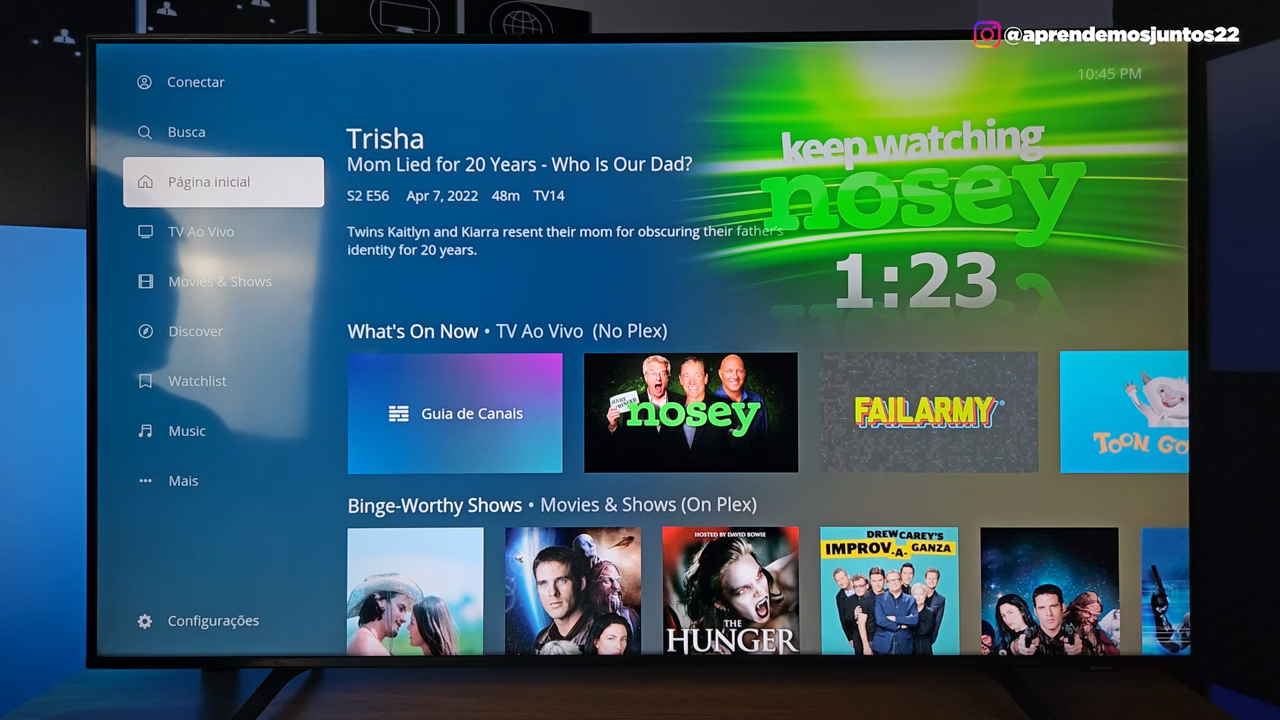 @aprendemosjuntos22
10:45 PM
Conectar
Busca
Página inicial
TV Ao Vivo
Movies & Shows
Discover
Watchlist
Music
Mais
Configurações
Trisha
Mom Lied for 20 Years - Who Is Our Dad?
S2 E56 Apr 7, 2022 48m TV14
Twins Kaitlyn and Kiarra resent their mom for obscuring their father's
identity for 20 years.
keep watching
nosey
1:23
What's On Now • TV Ao Vivo (No Plex)
Guia de Canais
JERRY SPRINGER
nosey
FAILARMY
TOON GO
Binge-Worthy Shows • Movies & Shows (On Plex)
HOSTED BY DAVID BOWIE
THE
HUNGER
DREW CAREY'S
IMPROV-A-GANZA